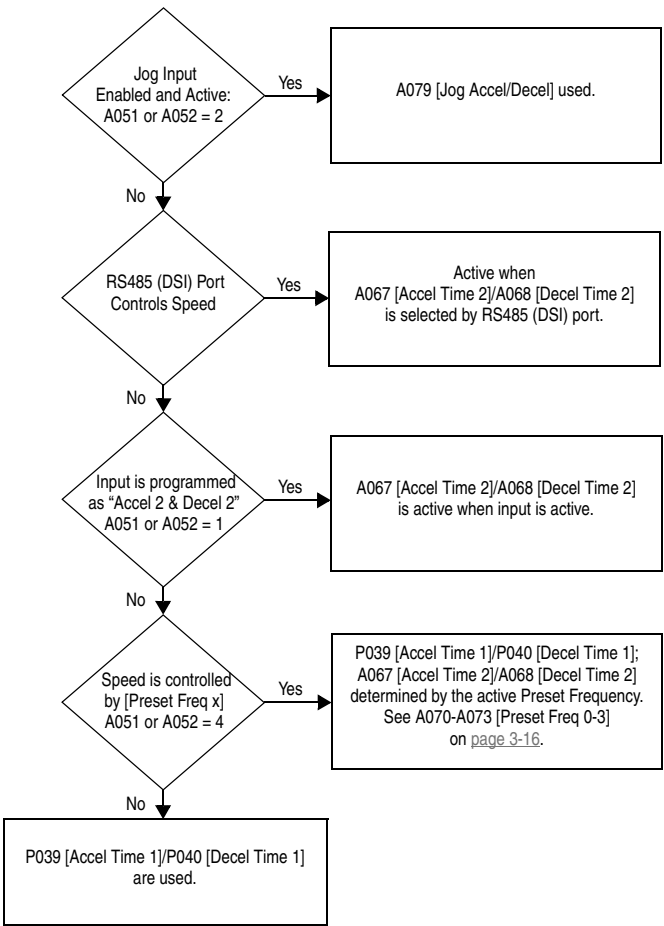 Jog Input
Enabled and Active:
A051 or A052 = 2
Yes
A079 [Jog Accel/Decel] used.
No
RS485 (DSI) Port
Controls Speed
Yes
Active when
A067 [Accel Time 2]/A068 [Decel Time 2]
is selected by RS485 (DSI) port.
No
Input is programmed
as “Accel 2 & Decel 2”
A051 or A052 = 1
Yes
A067 [Accel Time 2]/A068 [Decel Time 2]
is active when input is active.
No
Speed is controlled
by [Preset Freq x]
A051 or A052 = 4
Yes
P039 [Accel Time 1]/P040 [Decel Time 1];
A067 [Accel Time 2]/A068 [Decel Time 2]
determined by the active Preset Frequency.
See A070-A073 [Preset Freq 0-3]
on page 3-16.
No
P039 [Accel Time 1]/P040 [Decel Time 1]
are used.